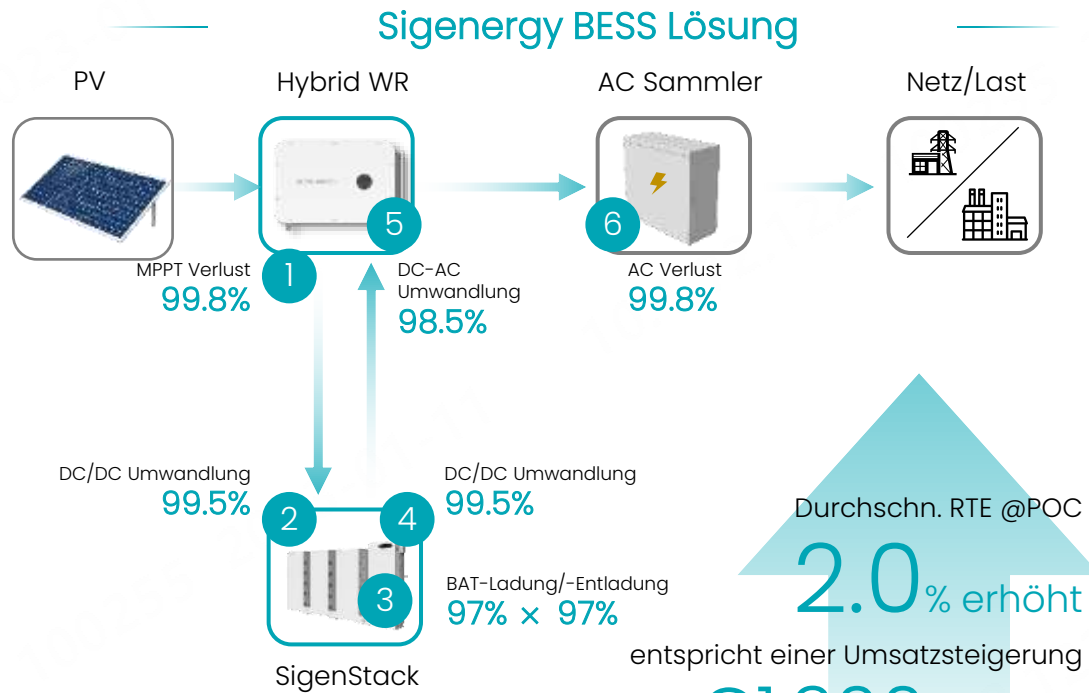 Sigenergy BESS Lösung
PV
Hybrid WR
AC Sammler
Netz/Last
5
6
1
MPPT Verlust
99.8%
DC-AC
Umwandlung
98.5%
AC Verlust
99.8%
DC/DC Umwandlung
99.5%
2
4
DC/DC Umwandlung
99.5%
3
BAT-Ladung/-Entladung
97% × 97%
SigenStack
Durchschn. RTE @POC
2.0% erhöht
entspricht einer Umsatzsteigerung